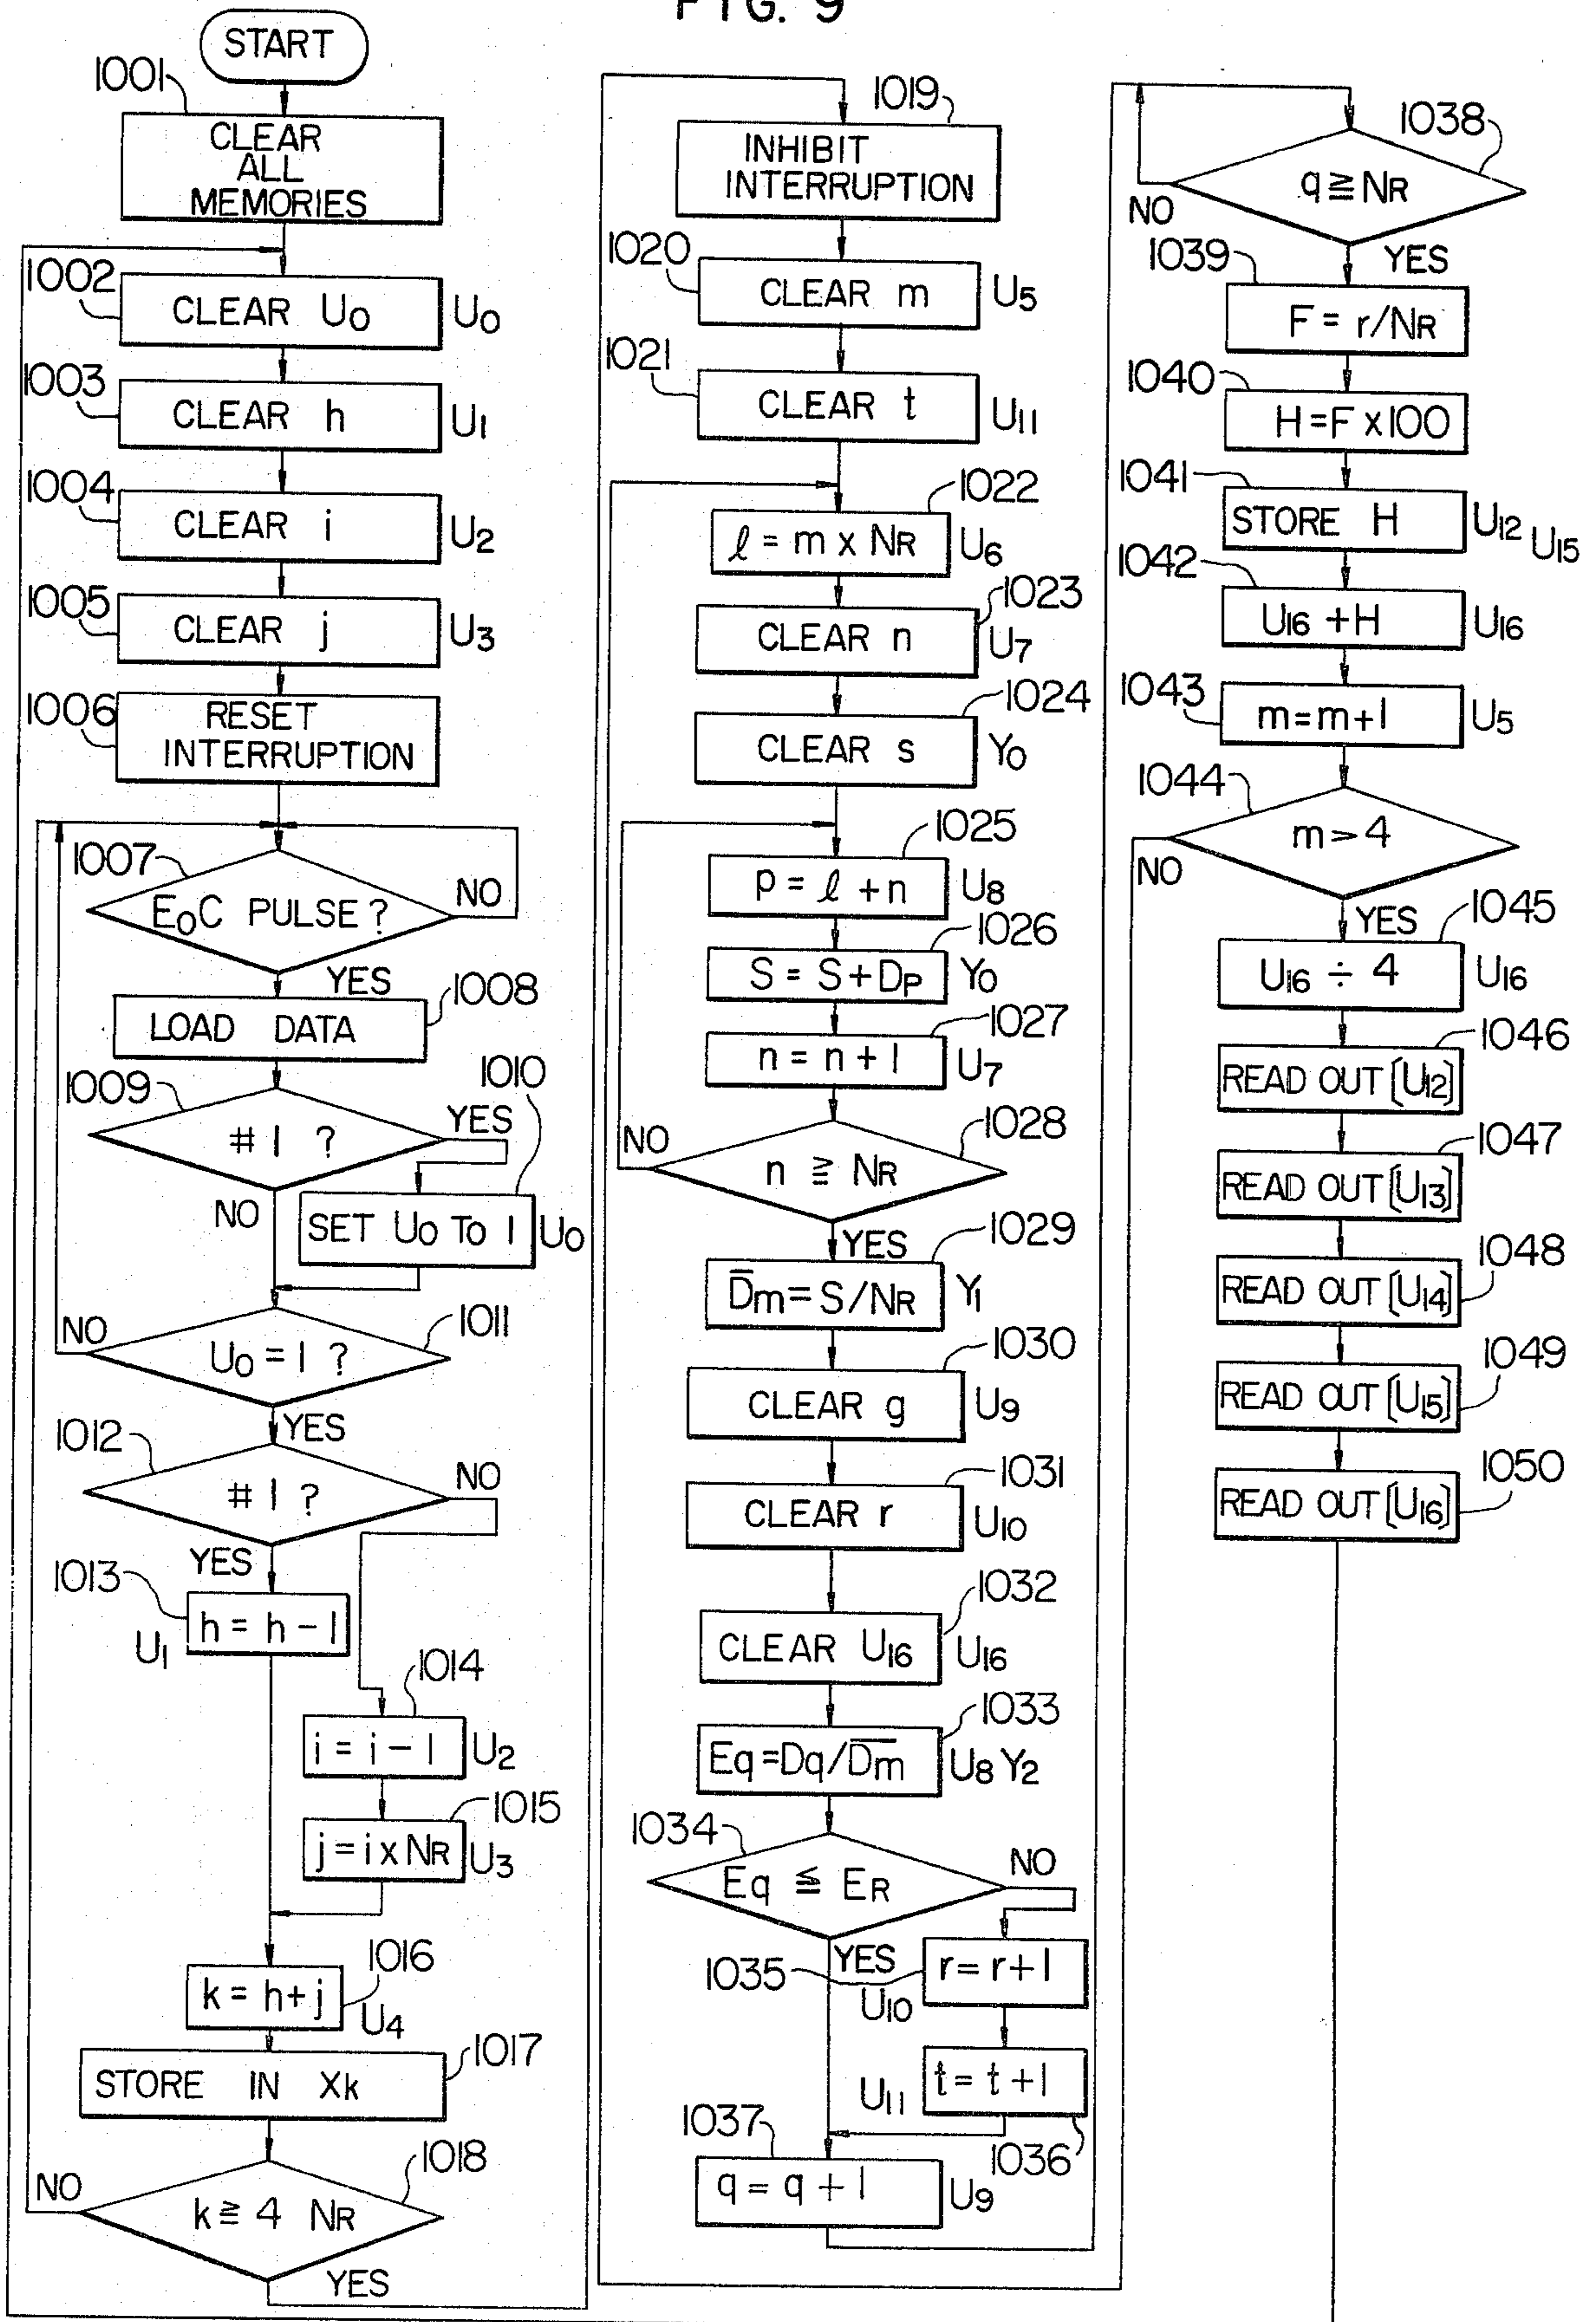 FIG. 9
START
1001
CLEAR
ALL
MEMORIES
1002
CLEAR U0
U0
1003
CLEAR h
U1
1004
CLEAR i
U2
1005
CLEAR j
U3
1006
RESET
INTERRUPTION
1007
EOC PULSE?
NO
YES
1008
LOAD DATA
1009
# 1 ?
YES
1010
NO
SET U0 TO 1
U0
1011
U0 = 1 ?
NO
YES
1012
# 1 ?
NO
YES
1013
h = h - 1
U1
1014
i = i - 1
U2
1015
j = i x NR
U3
1016
k = h+j
U4
1017
STORE IN Xk
1018
k ≧ 4 NR
NO
YES
1019
INHIBIT
INTERRUPTION
1020
CLEAR m
U5
1021
CLEAR t
U11
1022
ℓ = m x NR
U6
1023
CLEAR n
U7
1024
CLEAR s
Y0
1025
p = ℓ + n
U8
1026
S = S + DP
Y0
1027
n = n + 1
U7
1028
n ≧ NR
NO
YES
1029
D̅m = S/NR
Y1
1030
CLEAR g
U9
1031
CLEAR r
U10
1032
CLEAR U16
U16
1033
Eq = Dq/D̅m̅
U8 Y2
1034
Eq ≦ ER
NO
YES
1035
r = r + 1
U10
t = t + 1
U11
1036
1037
q = q + 1
U9
1038
q ≧ NR
NO
YES
1039
F = r/NR
1040
H = F x 100
1041
STORE H
U12 U15
1042
U16 + H
U16
1043
m = m + 1
U5
1044
m > 4
NO
YES
1045
U16 ÷ 4
U16
1046
READ OUT [U12]
1047
READ OUT [U13]
1048
READ OUT [U14]
1049
READ OUT [U15]
1050
READ OUT [U16]